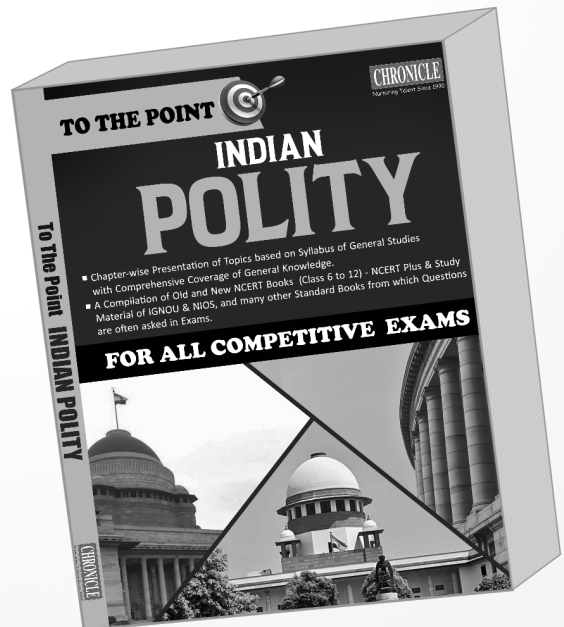 CHRONICLE
Nurturing Talent Since 1990
TO THE POINT
INDIAN
POLITY
▪ Chapter-wise Presentation of Topics based on Syllabus of General Studies
with Comprehensive Coverage of General Knowledge.
▪ A Compilation of Old and New NCERT Books (Class 6 to 12) - NCERT Plus & Study
Material of IGNOU & NIOS, and many other Standard Books from which Questions
are often asked in Exams.
FOR ALL COMPETITIVE EXAMS
To The Point INDIAN POLITY
CHRONICLE